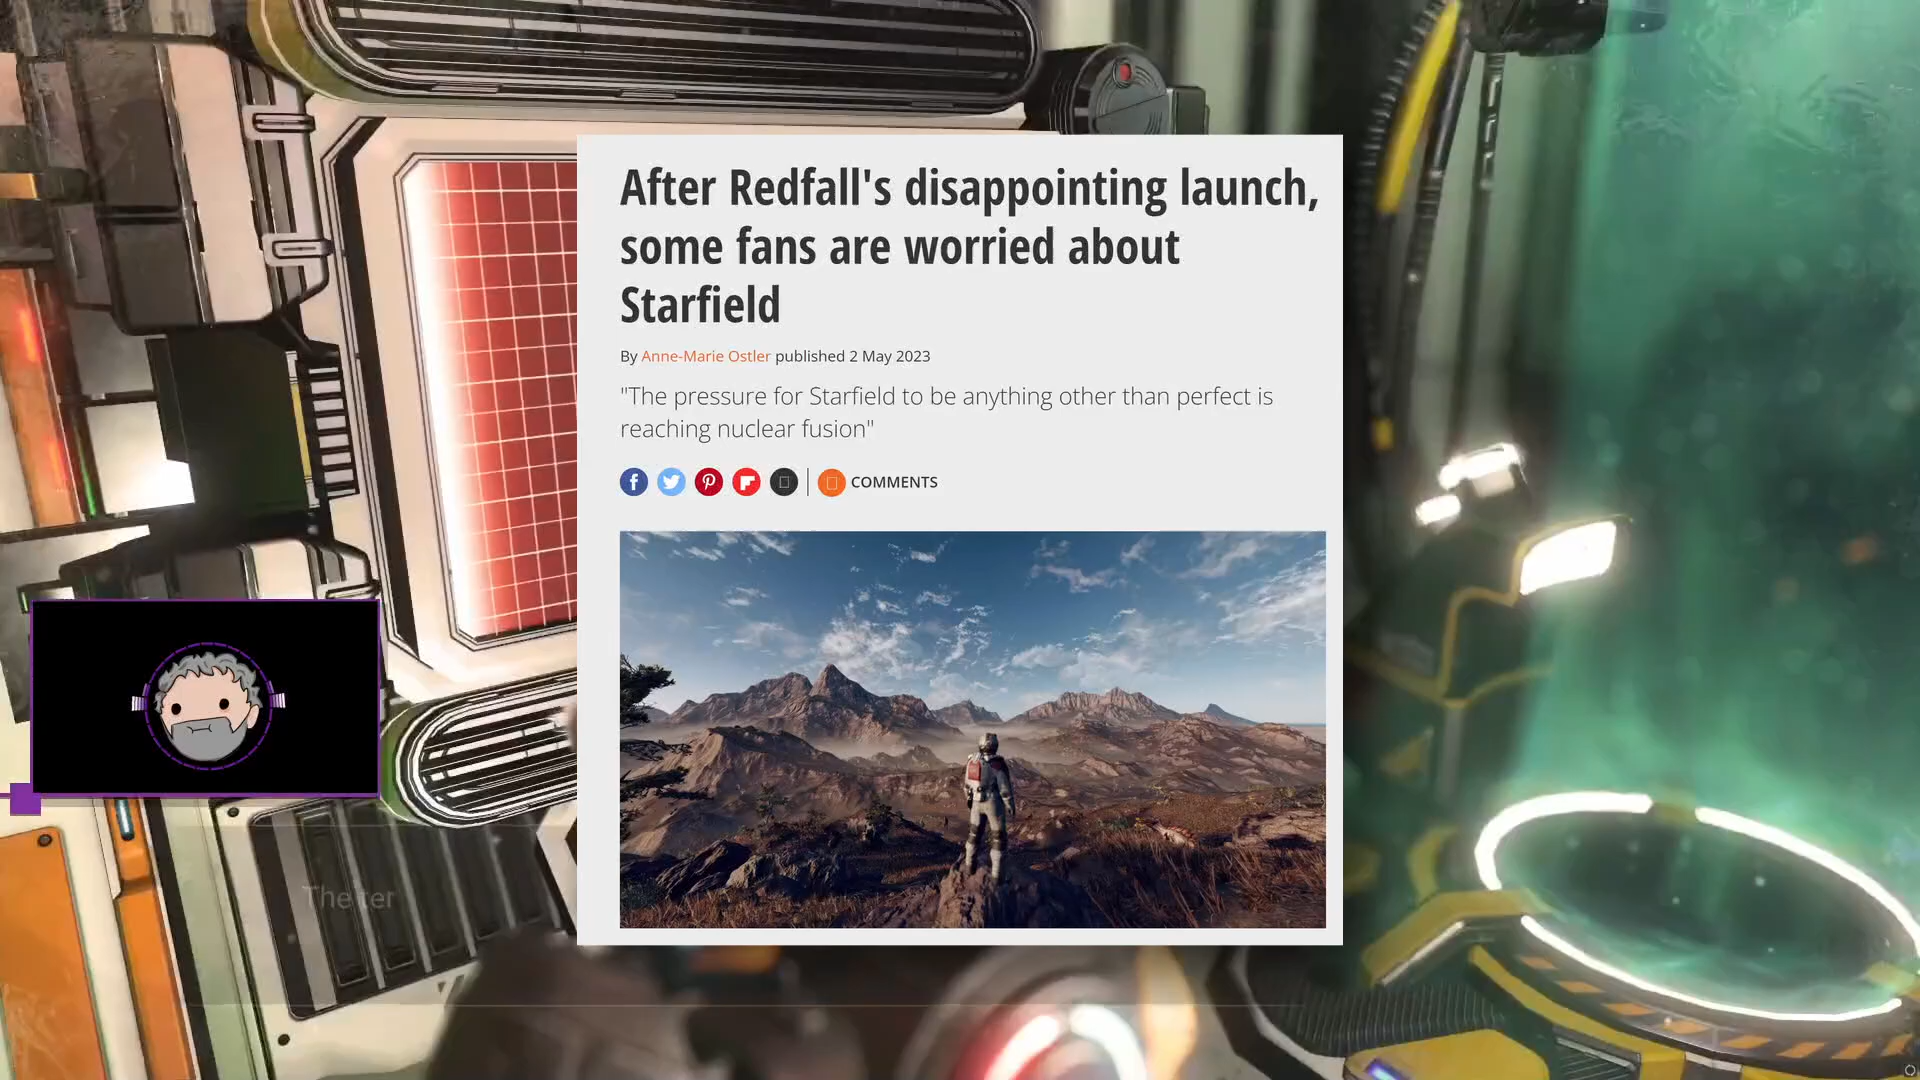 After Redfall's disappointing launch,
some fans are worried about
Starfield
By Anne-Marie Ostler published 2 May 2023
"The pressure for Starfield to be anything other than perfect is
reaching nuclear fusion"
COMMENTS